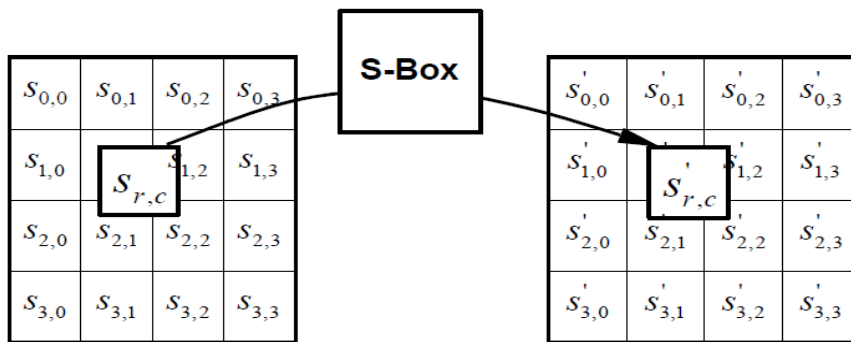 S-Box
s0,0 s0,1 s0,2 s0,3 s'0,0 s'0,1 s'0,2 s'0,3
s1,0 s1,2 s1,3 s'1,0 s'1,2 s'1,3
sr,c s'r,c
s2,0 s2,1 s2,2 s2,3 s'2,0 s'2,1 s'2,2 s'2,3
s3,0 s3,1 s3,2 s3,3 s'3,0 s'3,1 s'3,2 s'3,3